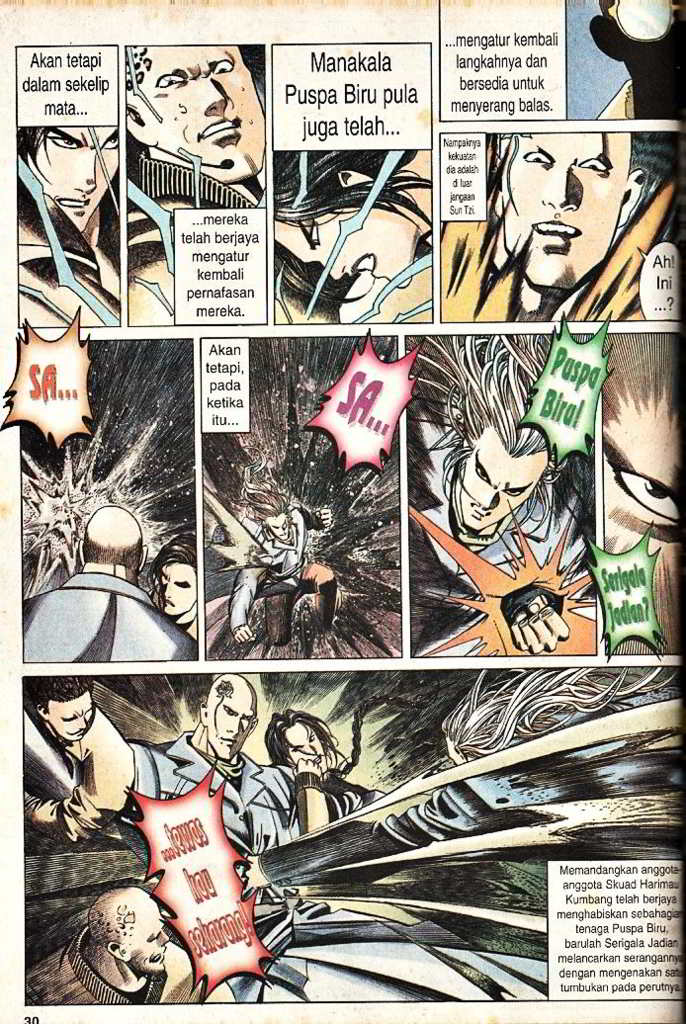 Akan tetapi
dalam sekelip
mata...
...mereka
telah berjaya
mengatur
kembali
pernafasan
mereka.
Manakala
Puspa Biru pula
juga telah...
...mengatur kembali
langkahnya dan
bersedia untuk
menyerang balas.
Nampaknya
kekuatan
dia adalah
di luar
jangaan
Sun Tzi.
Ah!
Ini
...?
SA...
Akan
tetapi,
pada
ketika
itu...
SA...
Puspa
Biru!
Serigala
Jadian?
...tewas
kau
sekarang!
Memandangkan anggota-
anggota Skuad Harimau
Kumbang telah berjaya
menghabiskan sebahagian
tenaga Puspa Biru,
barulah Serigala Jadian
melancarkan serangannya
dengan mengenakan satu
tumbukan pada perutnya.
30